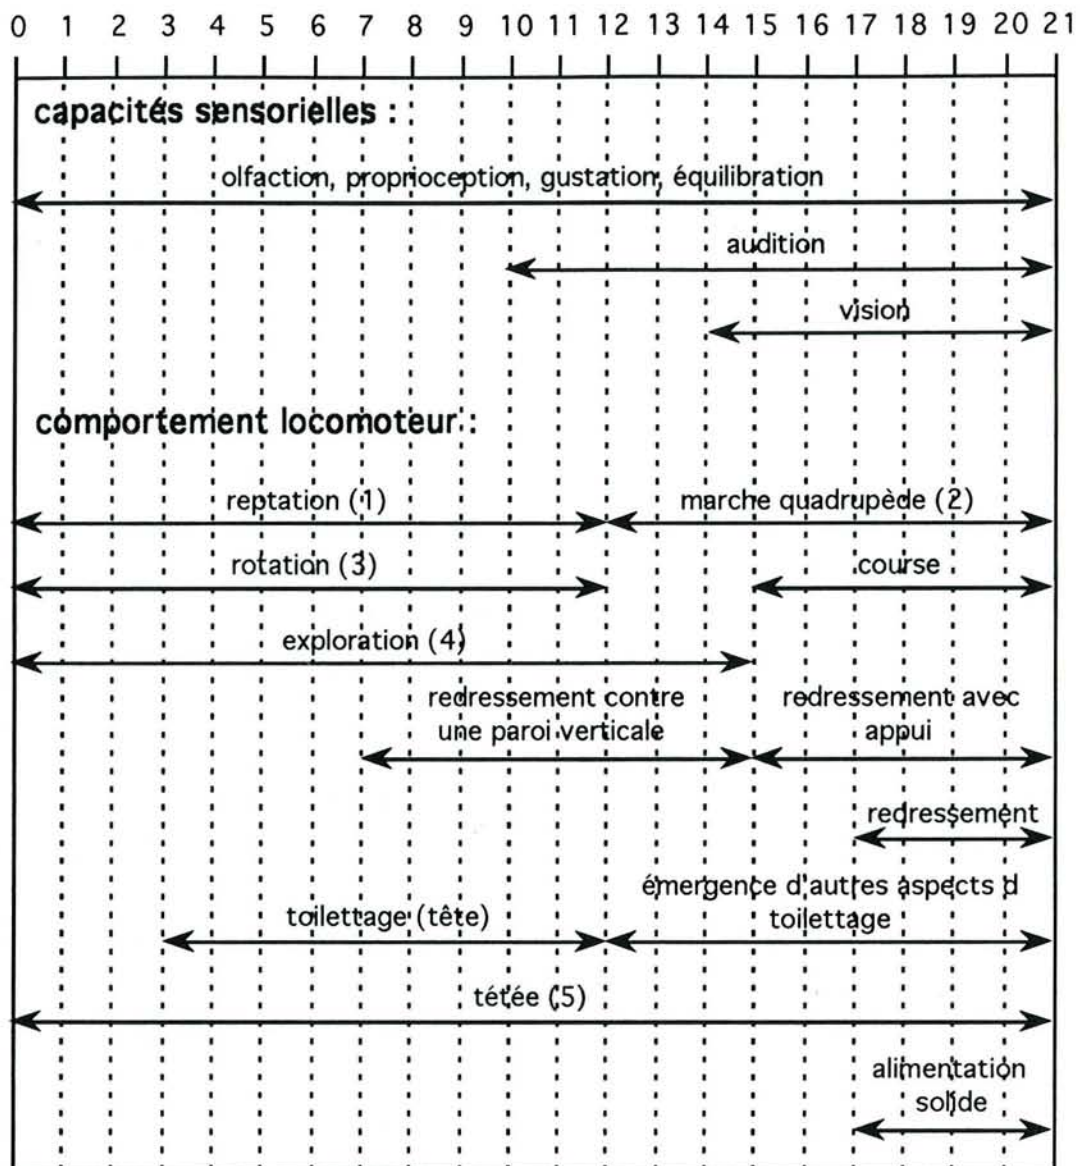 0 1 2 3 4 5 6 7 8 9 10 11 12 13 14 15 16 17 18 19 20 21
capacités sensorielles :
olfaction, proprioception, gustation, équilibration
audition
vision
comportement locomoteur :
reptation (1) marche quadrupède (2)
rotation (3) course
exploration (4)
redressement contre
une paroi verticale
redressement avec
appui
redressement
toilettage (tête)
émergence d'autres aspects d
toilettage
tétée (5)
alimentation
solide